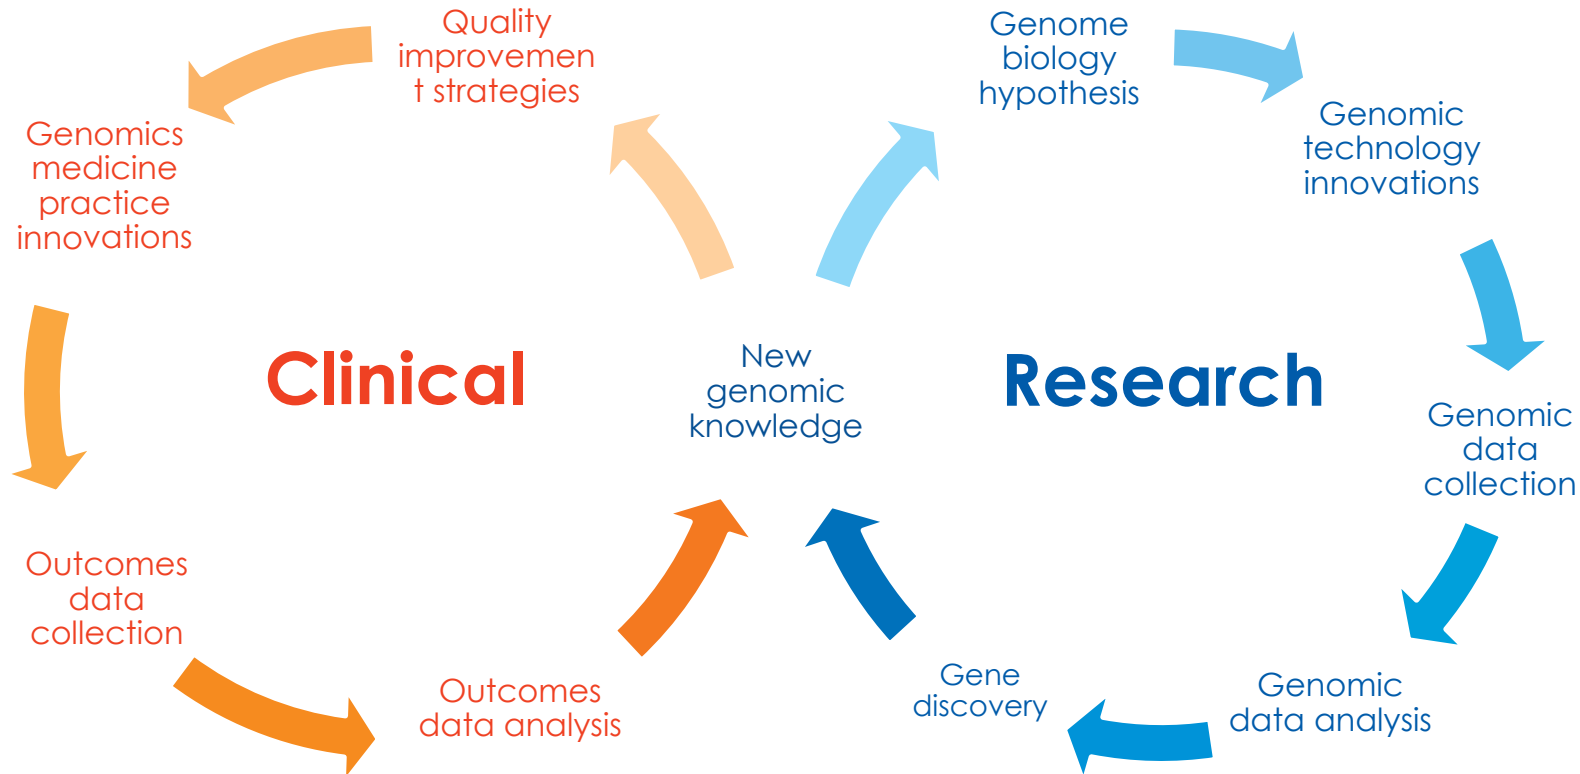 Quality
improvemen
t strategies
Genomics
medicine
practice
innovations
Outcomes
data
collection
Outcomes
data analysis
Clinical
New
genomic
knowledge
Research
Genome
biology
hypothesis
Genomic
technology
innovations
Genomic
data
collection
Genomic
data analysis
Gene
discovery